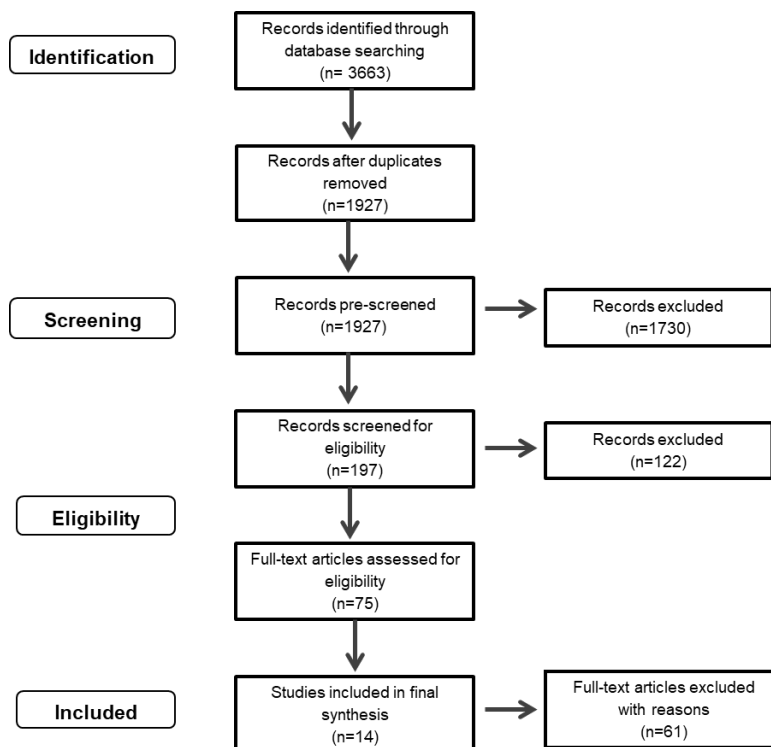 Identification
Records identified through
database searching
(n= 3663)
Records after duplicates
removed
(n=1927)
Screening
Records pre-screened
(n=1927)
Records excluded
(n=1730)
Records screened for
eligibility
(n=197)
Records excluded
(n=122)
Eligibility
Full-text articles assessed for
eligibility
(n=75)
Included
Studies included in final
synthesis
(n=14)
Full-text articles excluded
with reasons
(n=61)